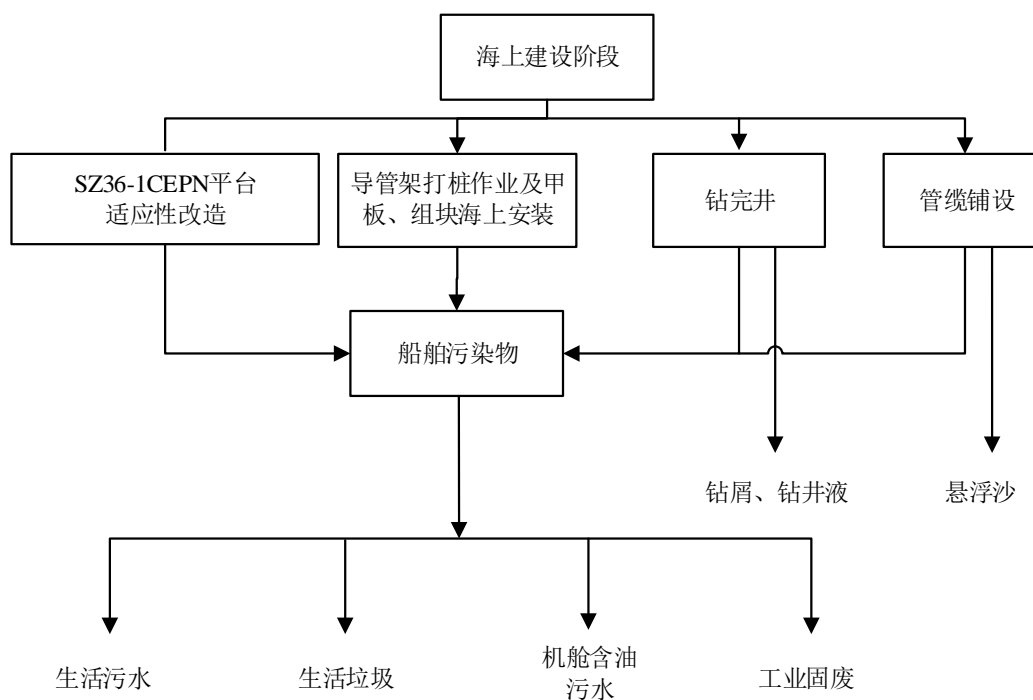 海上建设阶段
SZ36-1CEPN平台
适应性改造
导管架打桩作业及甲
板、组块海上安装
钻完井
管缆铺设
船舶污染物
钻屑、钻井液
悬浮沙
生活污水
生活垃圾
机舱含油
污水
工业固废